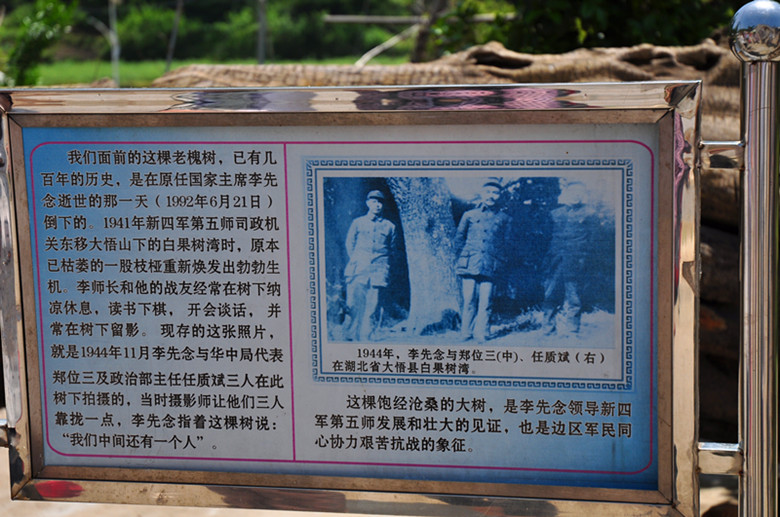 我们面前的这棵老槐树，已有几
百年的历史，是在原任国家主席李先
念逝世的那一天（1992年6月21日）
倒下的。1941年新四军第五师司政机
关东移大悟山下的白果树湾时，原本
已枯萎的一股枝桠重新焕发出勃勃生
机。李师长和他的战友经常在树下纳
凉休息，读书下棋， 开会谈话， 并
常在树下留影。 现存的这张照片，
就是1944年11月李先念与华中局代表
郑位三及政治部主任任质斌三人在此
树下拍摄的，当时摄影师让他们三人
靠找一点，李先念指着这棵树说：
“我们中间还有一个人”。
1944年，李先念与郑位三(中)、任质斌（右）
在湖北省大悟县白果树湾。
这棵饱经沧桑的大树，是李先念领导新四
军第五师发展和壮大的见证，也是边区军民同
心协力艰苦抗战的象征。